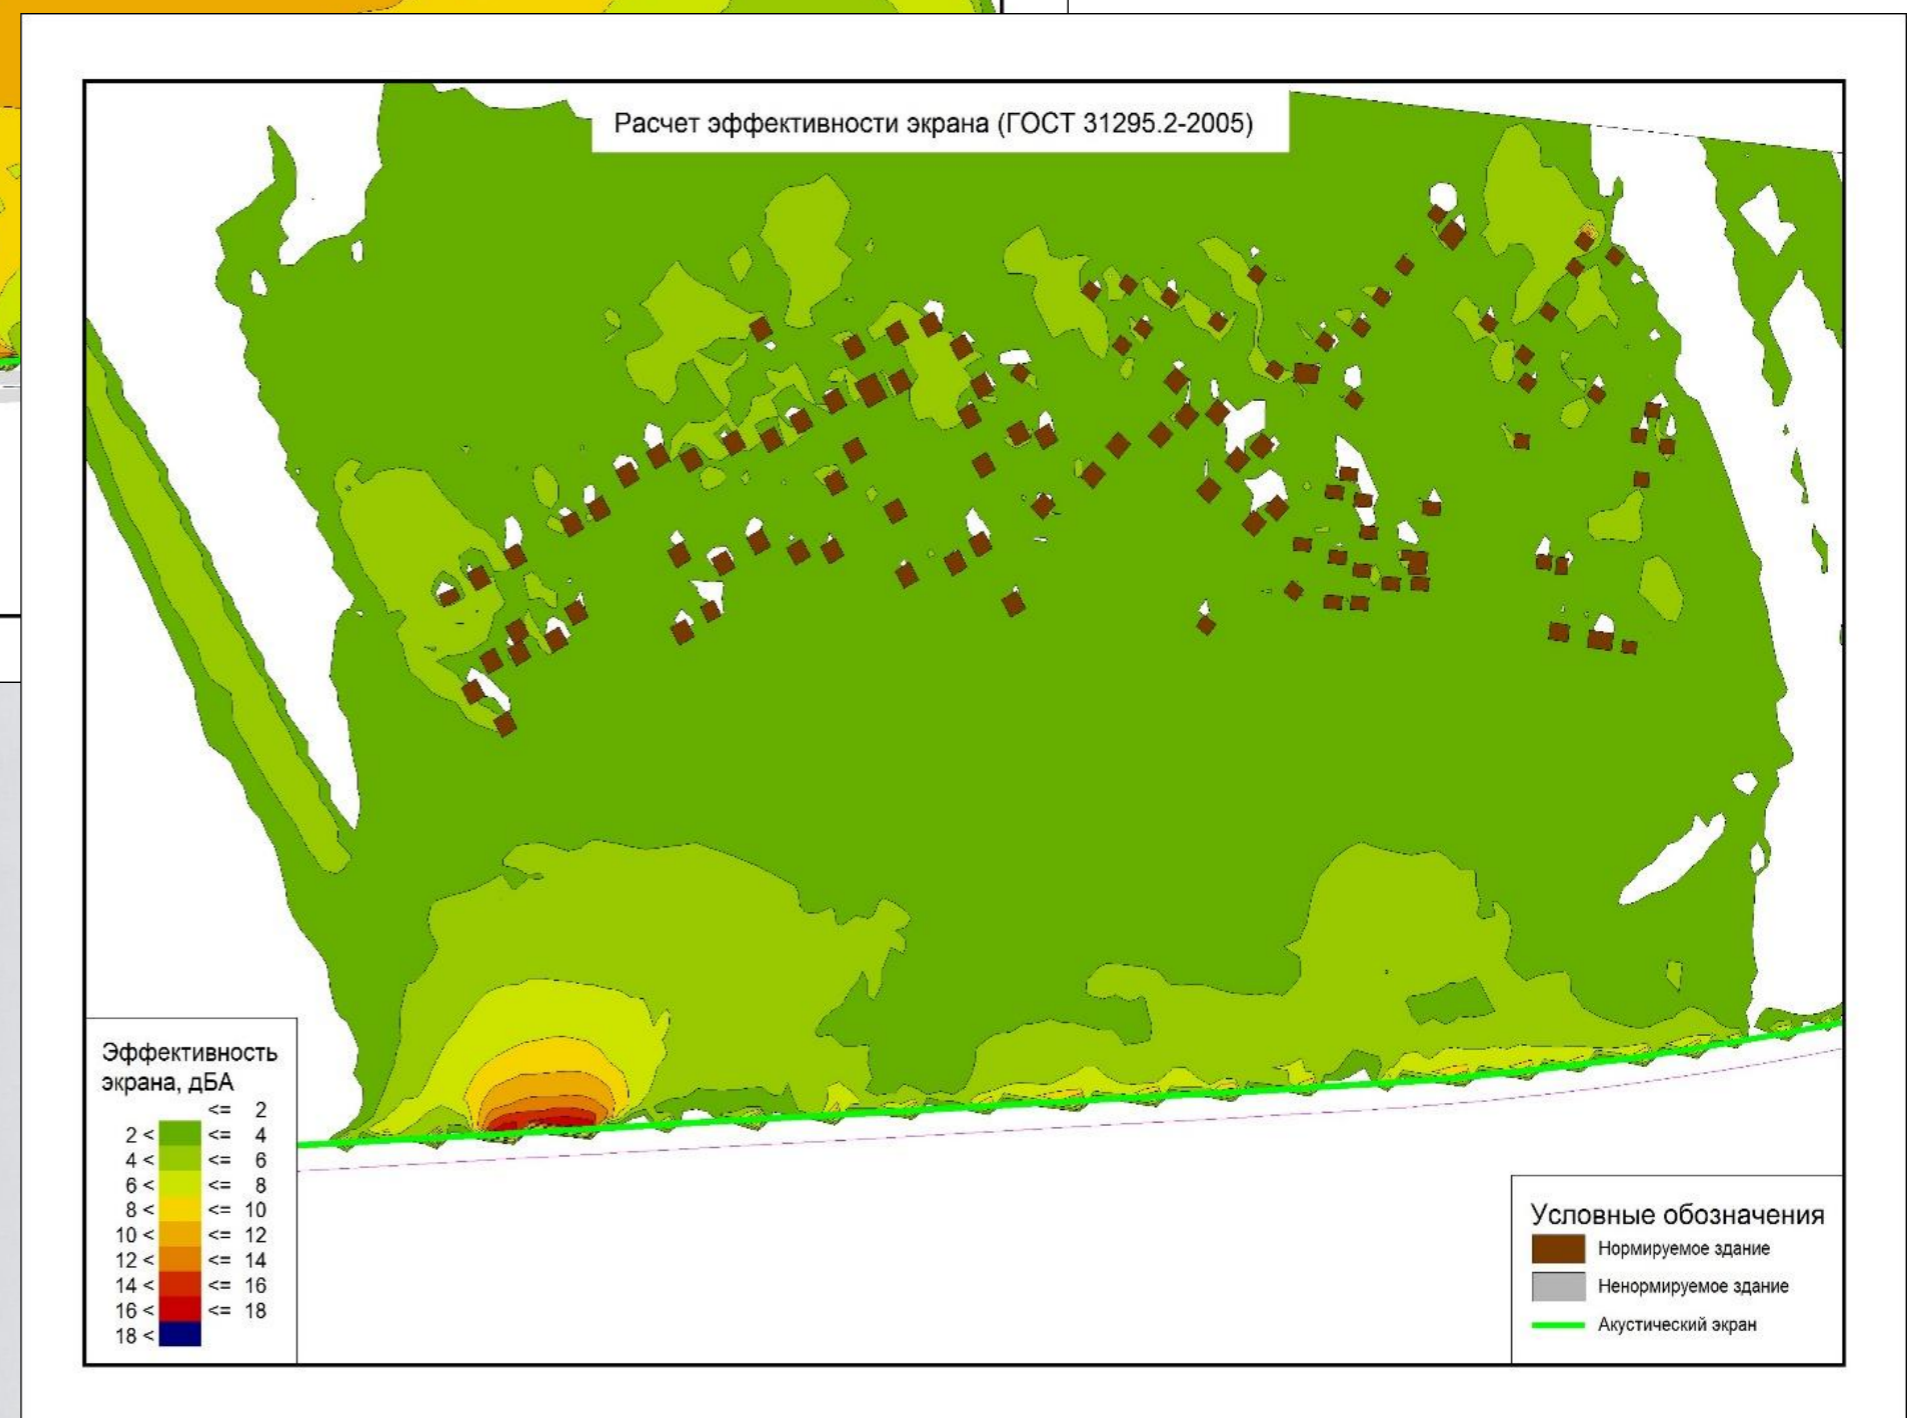 Расчет эффективности экрана (ГОСТ 31295.2-2005)
Эффективность
экрана, дБА
<= 2
2 < <= 4
4 < <= 6
6 < <= 8
8 < <= 10
10 < <= 12
12 < <= 14
14 < <= 16
16 < <= 18
18 <
Условные обозначения
Нормируемое здание
Ненормируемое здание
Акустический экран